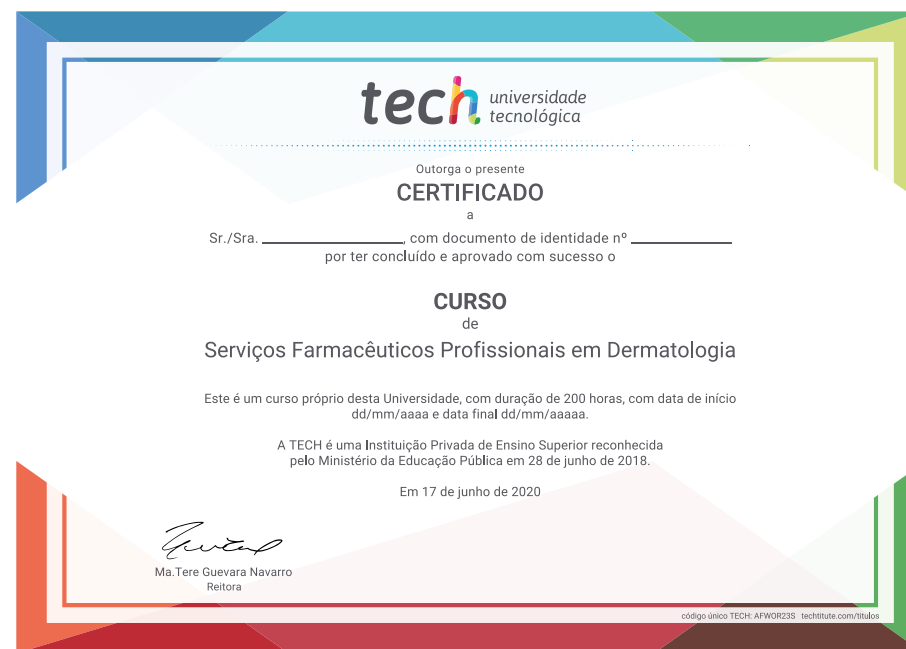 tech universidade
tecnológica
Outorga o presente
CERTIFICADO
a
Sr./Sra. ________________, com documento de identidade nº ____________
por ter concluído e aprovado com sucesso o
CURSO
de
Serviços Farmacêuticos Profissionais em Dermatologia
Este é um curso próprio desta Universidade, com duração de 200 horas, com data de início
dd/mm/aaaa e data final dd/mm/aaaaa.
A TECH é uma Instituição Privada de Ensino Superior reconhecida
pelo Ministério da Educação Pública em 28 de junho de 2018.
Em 17 de junho de 2020
Ma.Tere Guevara Navarro
Reitora
código único TECH: AFWOR23S techtitute.com/títulos